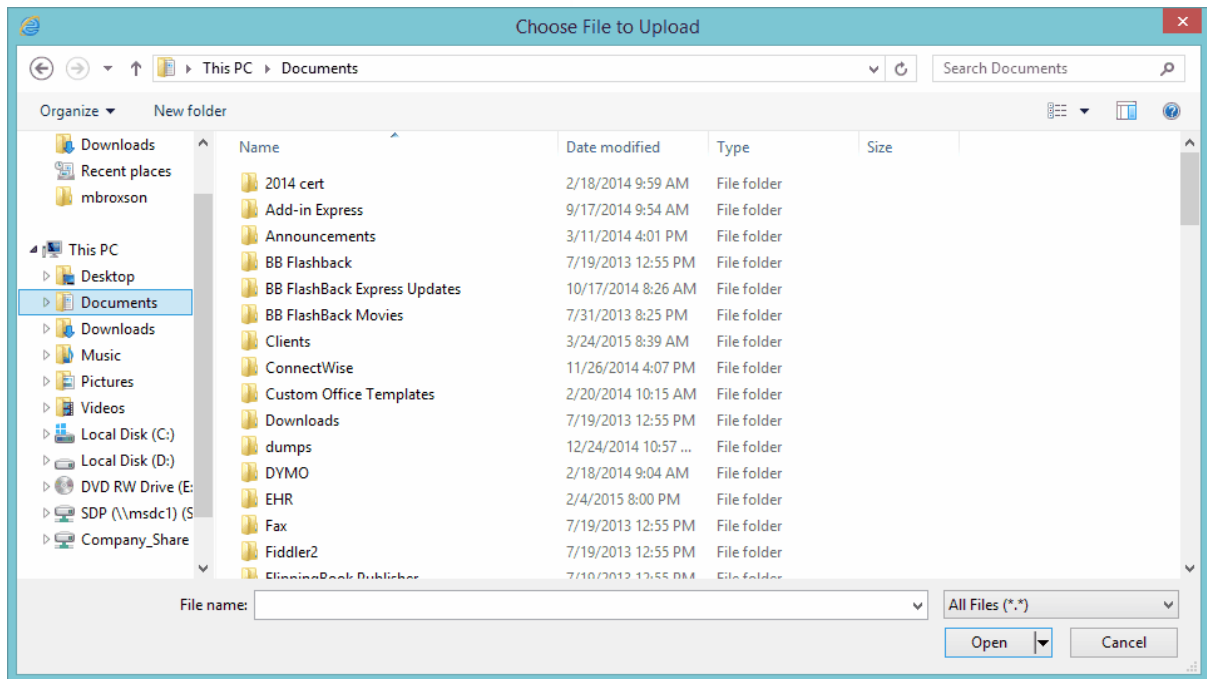 Choose File to Upload
This PC Documents
Search Documents
Organize New folder
Downloads
Recent places
mbroxson
This PC
Desktop
Documents
Downloads
Music
Pictures
Videos
Local Disk (C:)
Local Disk (D:)
DVD RW Drive (E:
SDP (\\msdc1) (S
Company_Share
Name Date modified Type Size
2014 cert 2/18/2014 9:59 AM File folder
Add-in Express 9/17/2014 9:54 AM File folder
Announcements 3/11/2014 4:01 PM File folder
BB Flashback 7/19/2013 12:55 PM File folder
BB FlashBack Express Updates 10/17/2014 8:26 AM File folder
BB FlashBack Movies 7/31/2013 8:25 PM File folder
Clients 3/24/2015 8:39 AM File folder
ConnectWise 11/26/2014 4:07 PM File folder
Custom Office Templates 2/20/2014 10:15 AM File folder
Downloads 7/19/2013 12:55 PM File folder
dumps 12/24/2014 10:57 ... File folder
DYMO 2/18/2014 9:04 AM File folder
EHR 2/4/2015 8:00 PM File folder
Fax 7/19/2013 12:55 PM File folder
Fiddler2 7/19/2013 12:55 PM File folder
FlippingBook Publisher 7/19/2013 12:55 PM File folder
File name: All Files (*.*)
Open Cancel